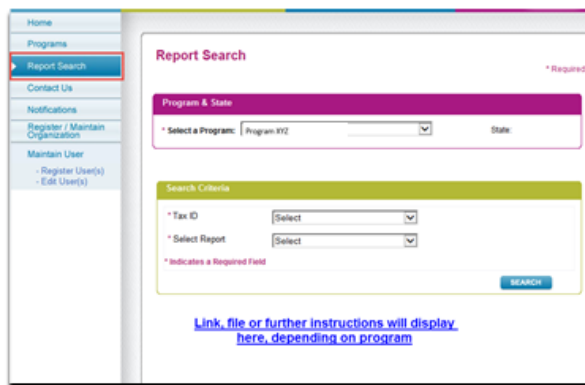 Home
Programs
Report Search
Contact Us
Notifications
Register / Maintain
Organization
Maintain User
- Register User(s)
- Edit User(s)
Report Search
* Required
Program & State
* Select a Program: Program XYZ
State:
Search Criteria
* Tax ID Select
* Select Report Select
* Indicates a Required Field
SEARCH
Link, file or further instructions will display
here, depending on program